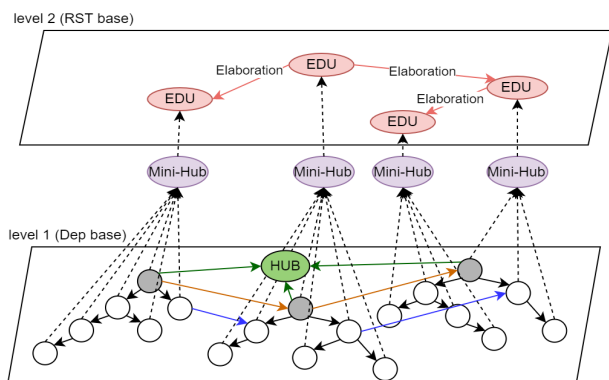 level 2 (RST base)
EDU
Elaboration
Elaboration
EDU
EDU
Elaboration
EDU
Mini-Hub
Mini-Hub
Mini-Hub
Mini-Hub
level 1 (Dep base)
HUB